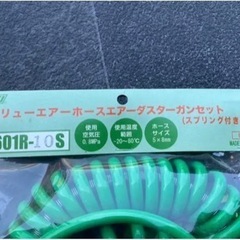 リューエアーホースエアーダスターガンセット
(スプリング付き
601R-10S
使用
空気圧
0.8MPa
使用温度
範囲
-20~60℃
ホース
サイズ
5×8mm
MADE